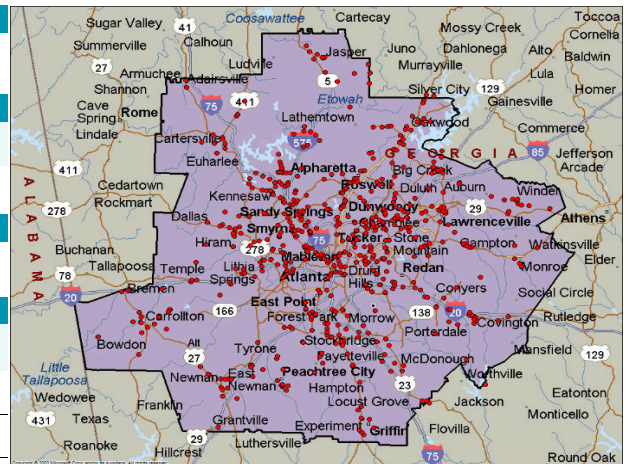 Coosawattee
Cartecay
Toccoa
Sugar Valley
41
Mossy Creek
Cornelia
Summerville
Calhoun
Jasper
Juno
Dahlonega
Alto
Baldwin
27
Ludville
Murrayville
Lula
Armuchee
Adairsville
5
Shannon
75
411
Silver City
129
Homer
Cave
Spring
Rome
Etowah
Gainesville
Lindale
Lathemtown
Oakwood
Commerce
Cartersville
575
GEORGIA
85
Jefferson
411
Euharlee
Alpharetta
Arcade
ALABAMA
Cedartown
Roswell
Big Creek
Rockmart
Kennesaw
Duluth
Auburn
Winder
278
Dallas
Sandy Springs
Dunwoody
29
Athens
Smyrna
Chamblee
Lawrenceville
Buchanan
Hiram
278
75
Tucker
Stone
Mountain
Campton
Watkinsville
78
Tallapoosa
Temple
Lithia
Springs
Mableton
Redan
Monroe
Elder
20
Bremen
Atlanta
Druid
Hills
Conyers
Social Circle
Carrollton
166
East Point
138
20
Rutledge
Forest Park
Morrow
Covington
Bowdon
Alt
27
Stockbridge
Porterdale
Mansfield
129
Little
Tallapoosa
Tyrone
Fayetteville
McDonough
Newnan
East
Newnan
Peachtree City
23
Worthville
Wedowee
Hampton
Jackson
Eatonton
Franklin
Locust Grove
Monticello
431
Texas
Grantville
Experiment
Griffin
Flovilla
Roanoke
29
Luthersville
75
Hillcrest
Round Oak